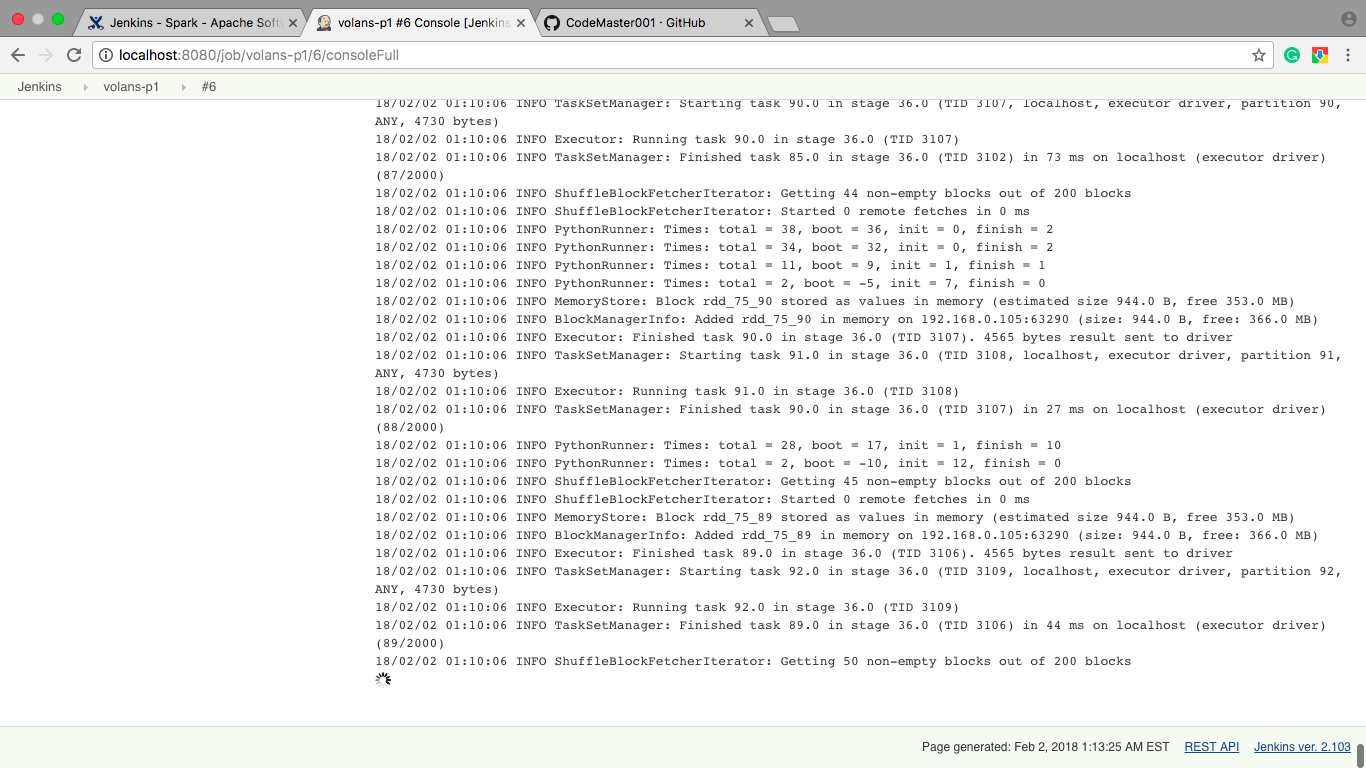 Jenkins - Spark - Apache Softw
volans-p1 #6 Console [Jenkins
CodeMaster001 · GitHub
localhost:8080/job/volans-p1/6/consoleFull
Jenkins
volans-p1
#6
18/02/02 01:10:06 INFO TaskSetManager: Starting task 90.0 in stage 36.0 (TID 3107, localhost, executor driver, partition 90,
ANY, 4730 bytes)
18/02/02 01:10:06 INFO Executor: Running task 90.0 in stage 36.0 (TID 3107)
18/02/02 01:10:06 INFO TaskSetManager: Finished task 85.0 in stage 36.0 (TID 3102) in 73 ms on localhost (executor driver)
(87/2000)
18/02/02 01:10:06 INFO ShuffleBlockFetcherIterator: Getting 44 non-empty blocks out of 200 blocks
18/02/02 01:10:06 INFO ShuffleBlockFetcherIterator: Started 0 remote fetches in 0 ms
18/02/02 01:10:06 INFO PythonRunner: Times: total = 38, boot = 36, init = 0, finish = 2
18/02/02 01:10:06 INFO PythonRunner: Times: total = 34, boot = 32, init = 0, finish = 2
18/02/02 01:10:06 INFO PythonRunner: Times: total = 11, boot = 9, init = 1, finish = 1
18/02/02 01:10:06 INFO PythonRunner: Times: total = 2, boot = -5, init = 7, finish = 0
18/02/02 01:10:06 INFO MemoryStore: Block rdd_75_90 stored as values in memory (estimated size 944.0 B, free 353.0 MB)
18/02/02 01:10:06 INFO BlockManagerInfo: Added rdd_75_90 in memory on 192.168.0.105:63290 (size: 944.0 B, free: 366.0 MB)
18/02/02 01:10:06 INFO Executor: Finished task 90.0 in stage 36.0 (TID 3107). 4565 bytes result sent to driver
18/02/02 01:10:06 INFO TaskSetManager: Starting task 91.0 in stage 36.0 (TID 3108, localhost, executor driver, partition 91,
ANY, 4730 bytes)
18/02/02 01:10:06 INFO Executor: Running task 91.0 in stage 36.0 (TID 3108)
18/02/02 01:10:06 INFO TaskSetManager: Finished task 90.0 in stage 36.0 (TID 3107) in 27 ms on localhost (executor driver)
(88/2000)
18/02/02 01:10:06 INFO PythonRunner: Times: total = 28, boot = 17, init = 1, finish = 10
18/02/02 01:10:06 INFO PythonRunner: Times: total = 2, boot = -10, init = 12, finish = 0
18/02/02 01:10:06 INFO ShuffleBlockFetcherIterator: Getting 45 non-empty blocks out of 200 blocks
18/02/02 01:10:06 INFO ShuffleBlockFetcherIterator: Started 0 remote fetches in 0 ms
18/02/02 01:10:06 INFO MemoryStore: Block rdd_75_89 stored as values in memory (estimated size 944.0 B, free 353.0 MB)
18/02/02 01:10:06 INFO BlockManagerInfo: Added rdd_75_89 in memory on 192.168.0.105:63290 (size: 944.0 B, free: 366.0 MB)
18/02/02 01:10:06 INFO Executor: Finished task 89.0 in stage 36.0 (TID 3106). 4565 bytes result sent to driver
18/02/02 01:10:06 INFO TaskSetManager: Starting task 92.0 in stage 36.0 (TID 3109, localhost, executor driver, partition 92,
ANY, 4730 bytes)
18/02/02 01:10:06 INFO Executor: Running task 92.0 in stage 36.0 (TID 3109)
18/02/02 01:10:06 INFO TaskSetManager: Finished task 89.0 in stage 36.0 (TID 3106) in 44 ms on localhost (executor driver)
(89/2000)
18/02/02 01:10:06 INFO ShuffleBlockFetcherIterator: Getting 50 non-empty blocks out of 200 blocks
Page generated: Feb 2, 2018 1:13:25 AM EST REST API Jenkins ver. 2.103